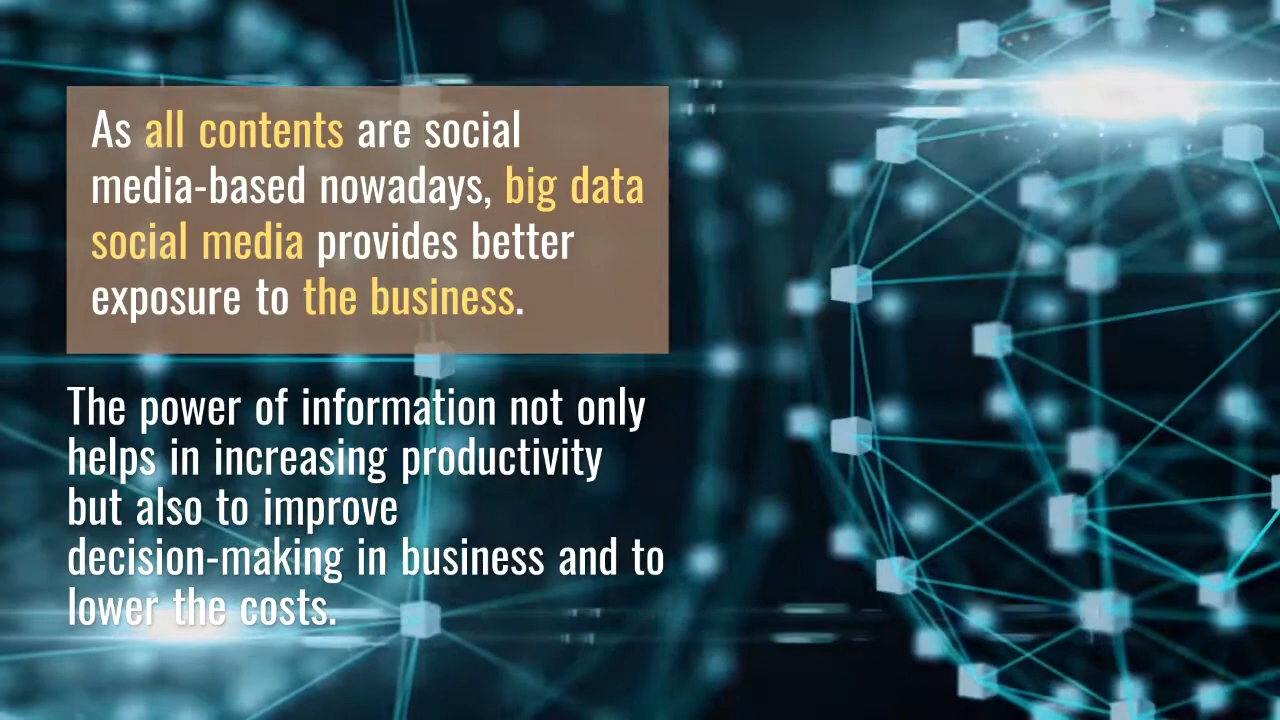 As all contents are social
media-based nowadays, big data
social media provides better
exposure to the business.
The power of information not only
helps in increasing productivity
but also to improve
decision-making in business and to
lower the costs.